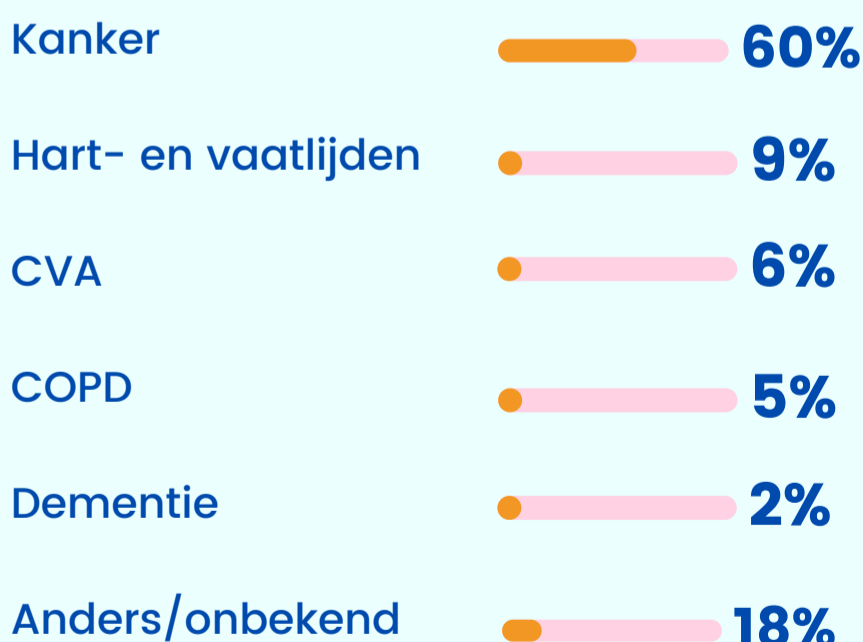 Kanker 60%
Hart- en vaatlijden 9%
CVA 6%
COPD 5%
Dementie 2%
Anders/onbekend 18%